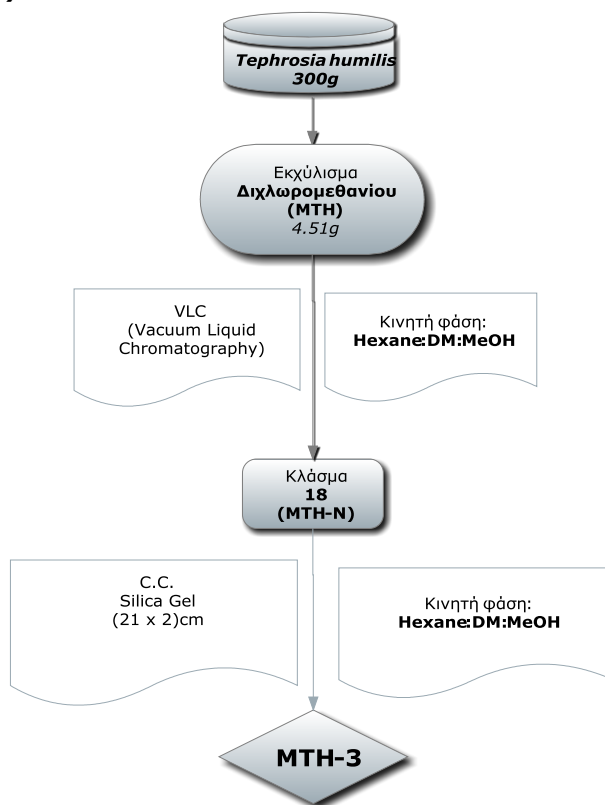 Tephrosia humilis
300g
Εκχύλισμα
Διχλωρομεθανίου
(MTH)
4.51g
VLC
(Vacuum Liquid
Chromatography)
Κινητή φάση:
Hexane:DM:MeOH
Κλάσμα
18
(MTH-N)
C.C.
Silica Gel
(21 x 2)cm
Κινητή φάση:
Hexane:DM:MeOH
MTH-3